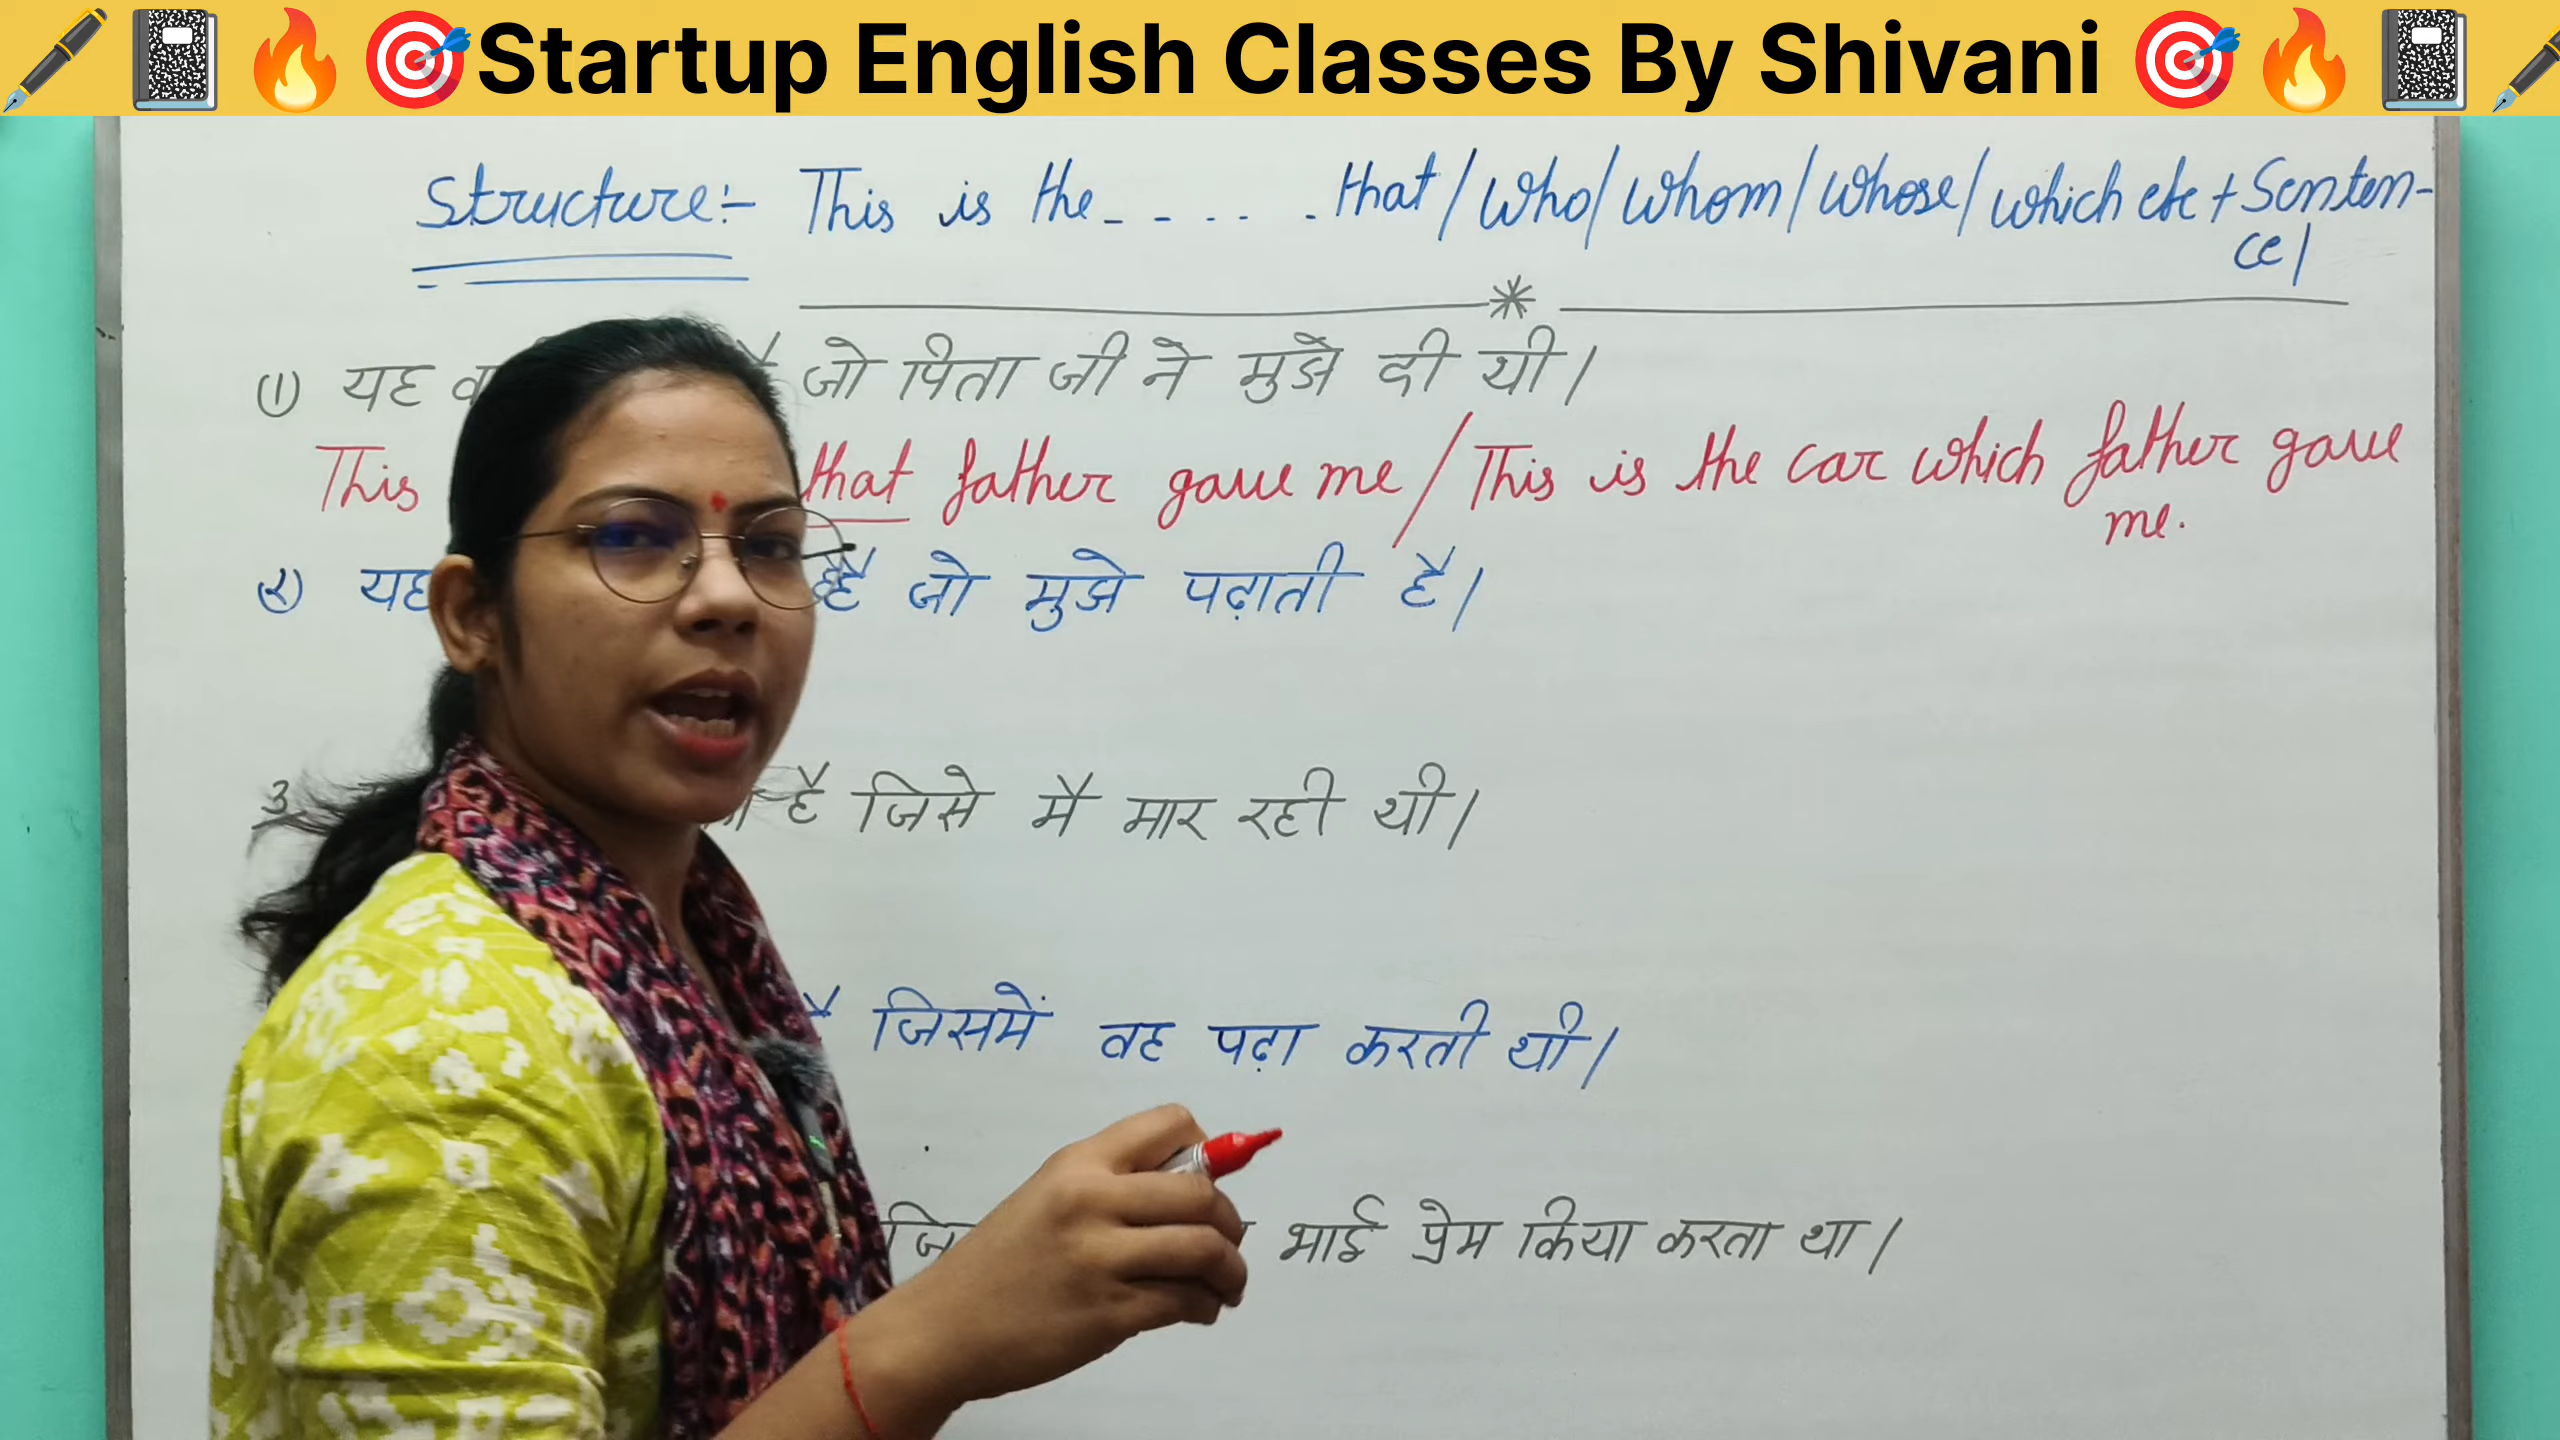 Startup English Classes By Shivani
Structure:- This is the - - - - - that / who / whom / whose / which etc + Senten-
ce |
(1) यह जो पिता जी ने मुझे दी थी।
This that father gave me / This is the car which father gave
me.
(२) यह है जो मुझे पढ़ाती है।
3 है जिसे मै मार रही थी।
जिसमें वह पढ़ा करती थी।
भाई प्रेम किया करता था।